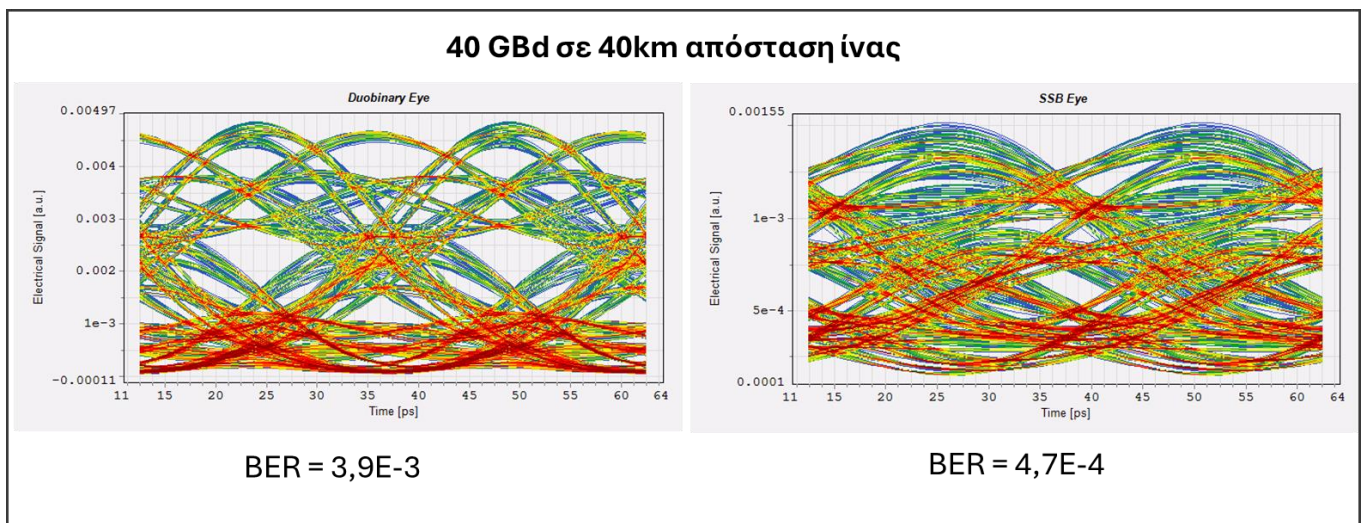 40 GBd σε 40km απόσταση ίνας
Duobinary Eye
0.00497
0.004
0.003
0.002
1e-3
-0.00011
Electrical Signal [a.u.]
11 15 20 25 30 35 40 45 50 55 60 64
Time [ps]
SSB Eye
0.00155
1e-3
5e-4
0.0001
Electrical Signal [a.u.]
11 15 20 25 30 35 40 45 50 55 60 64
Time [ps]
BER = 3,9E-3
BER = 4,7E-4